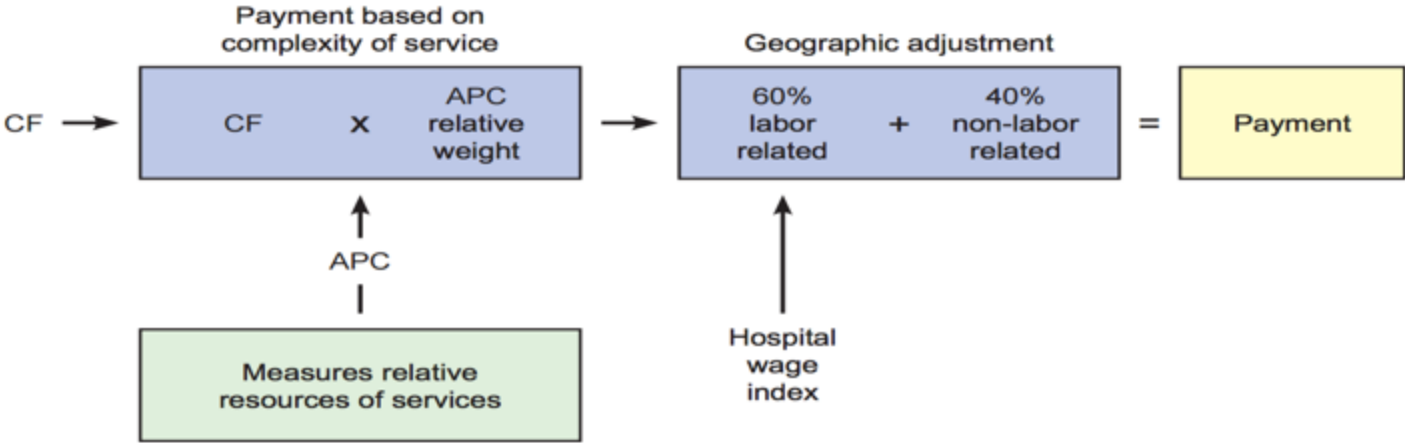 Payment based on
complexity of service
Geographic adjustment
CF
CF x APC
relative
weight
60%
labor
related
+
40%
non-labor
related
=
Payment
APC
Measures relative
resources of services
Hospital
wage
index